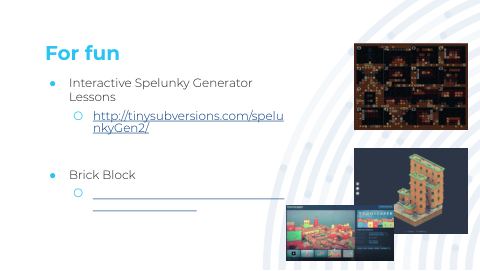 For fun
Interactive Spelunky Generator
Lessons
http://tinysubversions.com/spelu
nkyGen2/
Brick Block